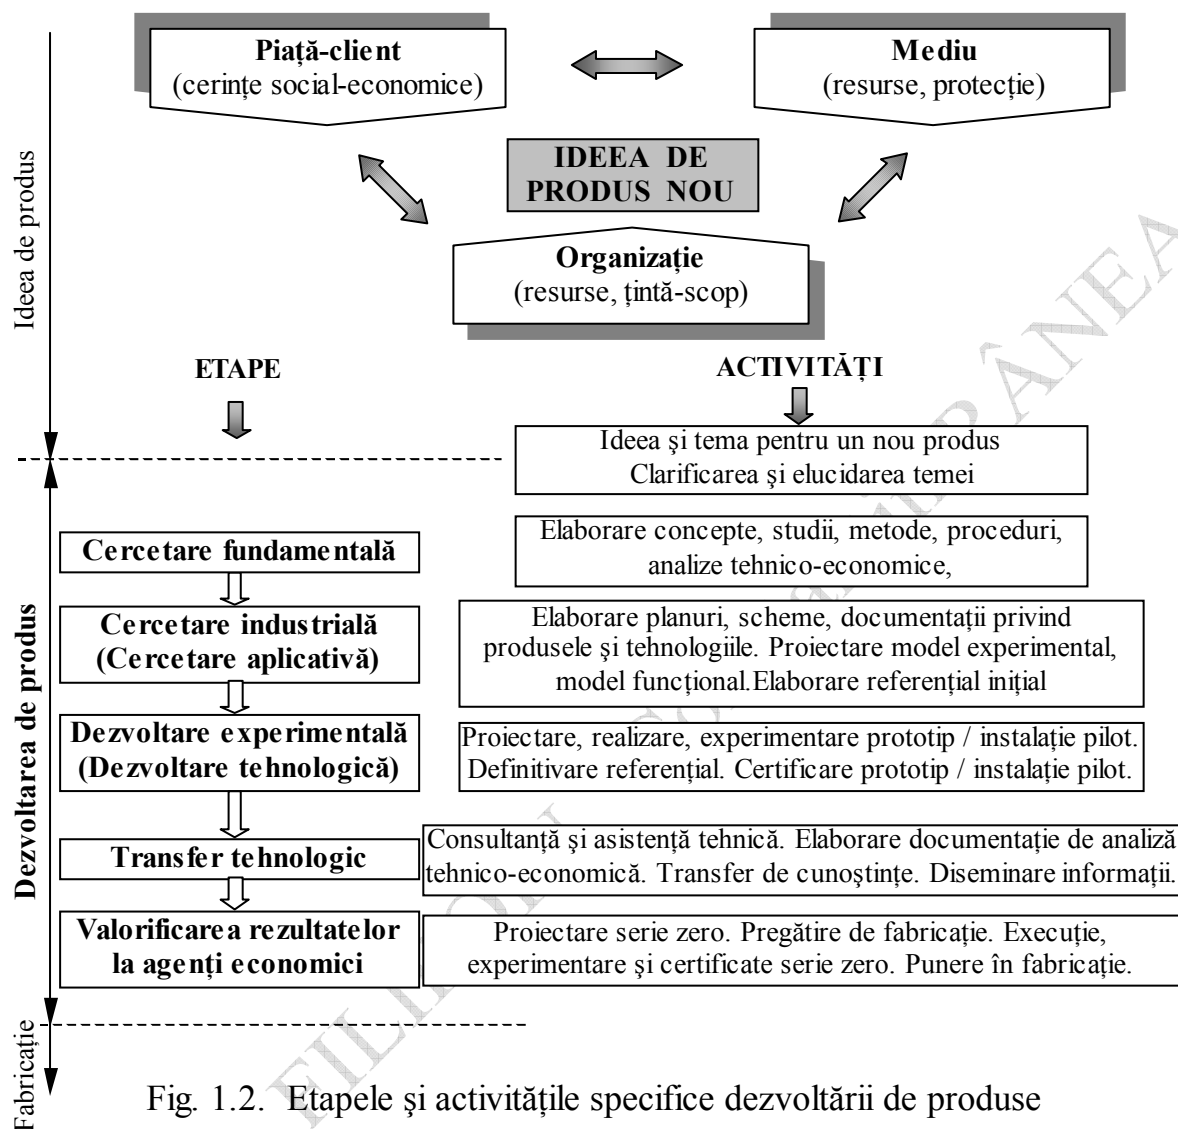 Piață-client
(cerințe social-economice)
Mediu
(resurse, protecție)
IDEEA DE
PRODUS NOU
Organizație
(resurse, țintă-scop)
Ideea de produs
ETAPE
ACTIVITĂȚI
Ideea şi tema pentru un nou produs
Clarificarea şi elucidarea temei
Dezvoltarea de produs
Cercetare fundamentală
Elaborare concepte, studii, metode, proceduri,
analize tehnico-economice,
Cercetare industrială
(Cercetare aplicativă)
Elaborare planuri, scheme, documentații privind
produsele şi tehnologiile. Proiectare model experimental,
model funcțional.Elaborare referențial inițial
Dezvoltare experimentală
(Dezvoltare tehnologică)
Proiectare, realizare, experimentare prototip / instalație pilot.
Definitivare referențial. Certificare prototip / instalație pilot.
Transfer tehnologic
Consultanță şi asistență tehnică. Elaborare documentație de analiză
tehnico-economică. Transfer de cunoştințe. Diseminare informații.
Valorificarea rezultatelor
la agenți economici
Proiectare serie zero. Pregătire de fabricație. Execuție,
experimentare şi certificate serie zero. Punere în fabricație.
Fabricație
Fig. 1.2. Etapele şi activitățile specifice dezvoltării de produse